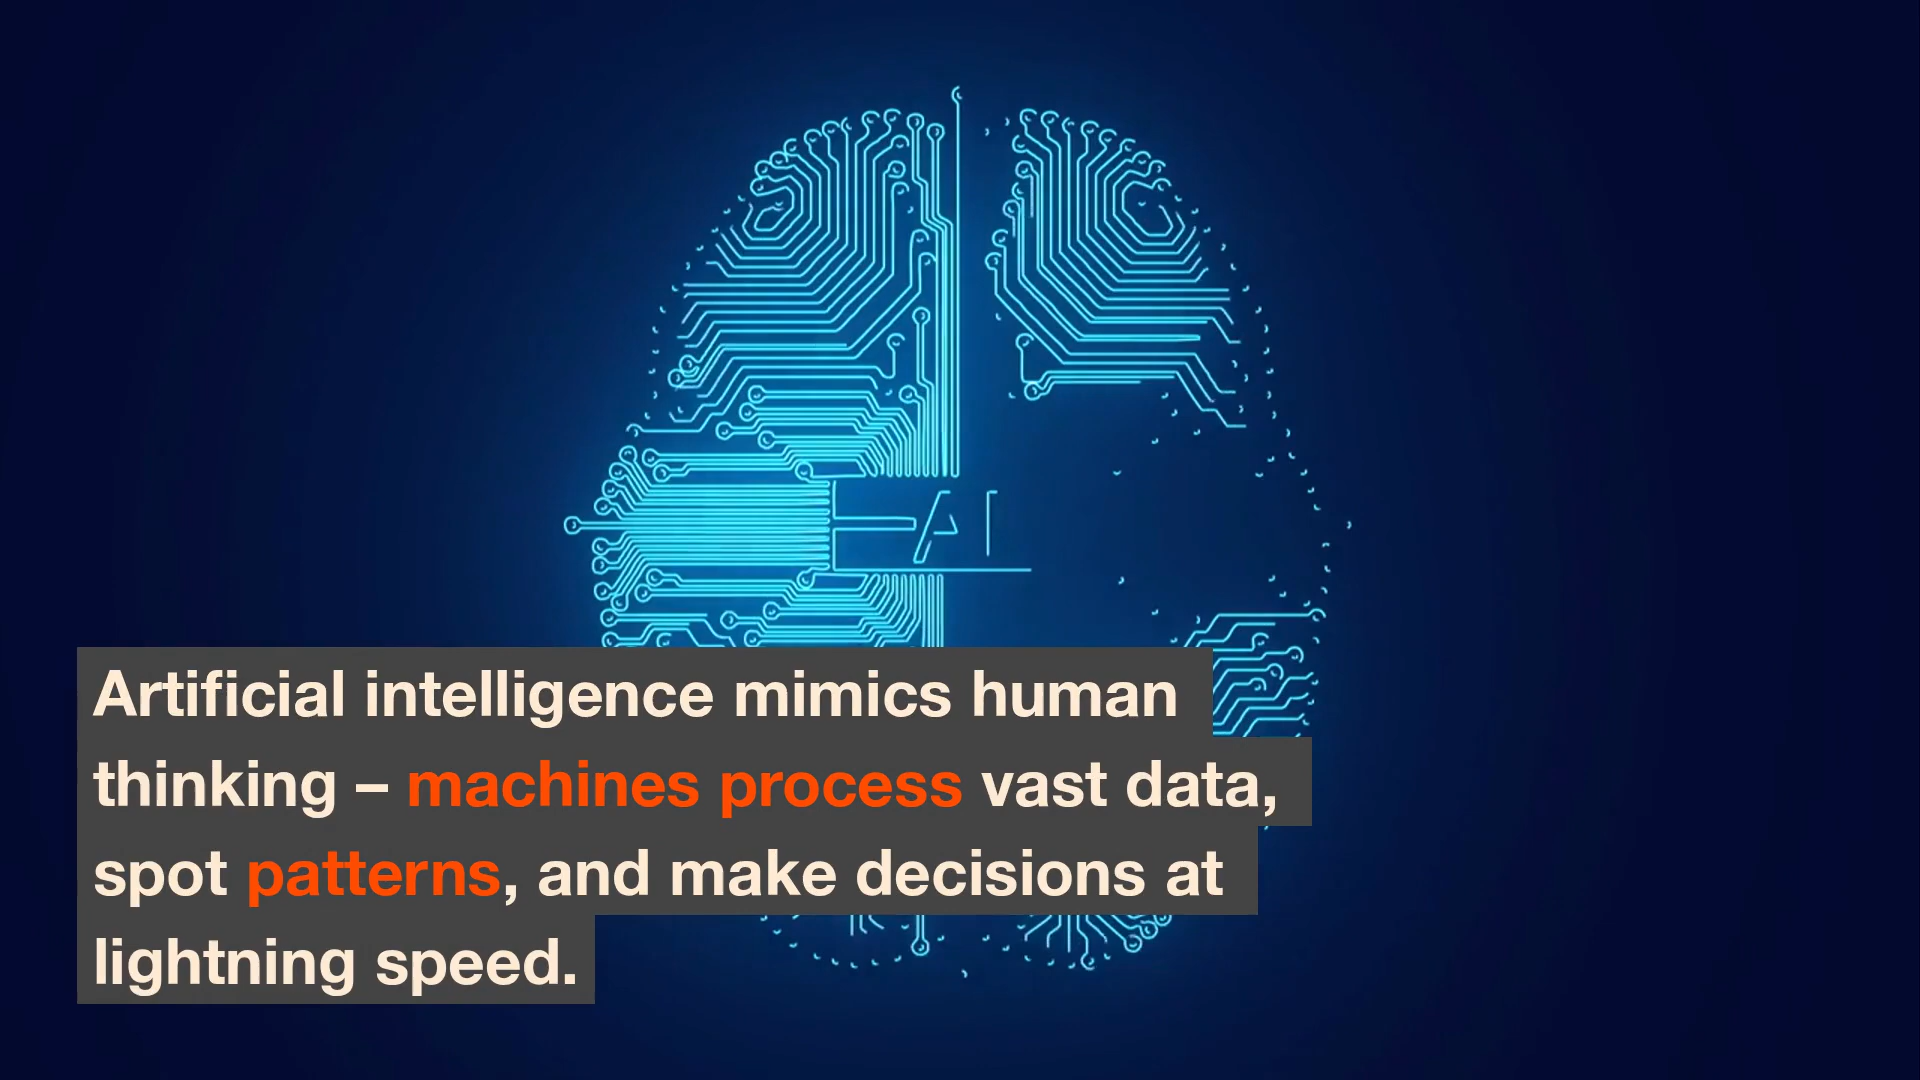 AI
Artificial intelligence mimics human
thinking – machines process vast data,
spot patterns, and make decisions at
lightning speed.